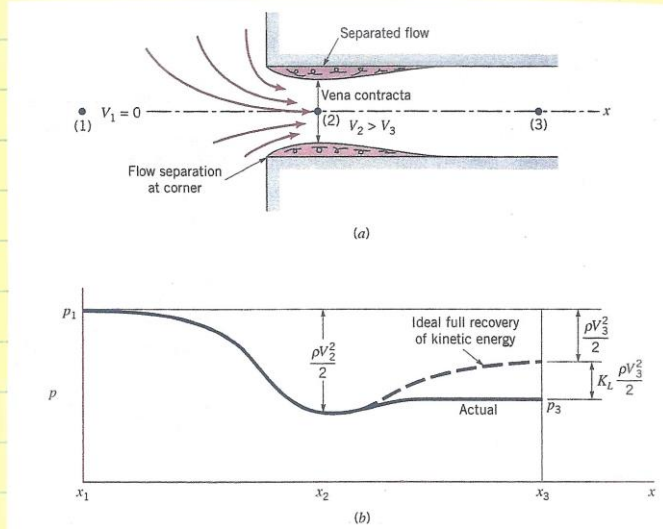 Separated flow
Vena contracta
(1) V₁ = 0
(2) V₂ > V₃
(3)
x
Flow separation
at corner
(a)
p₁
p
ρV₂²/2
Ideal full recovery
of kinetic energy
ρV₃²/2
K_L ρV₃²/2
Actual
p₃
x₁
x₂
x₃
x
(b)